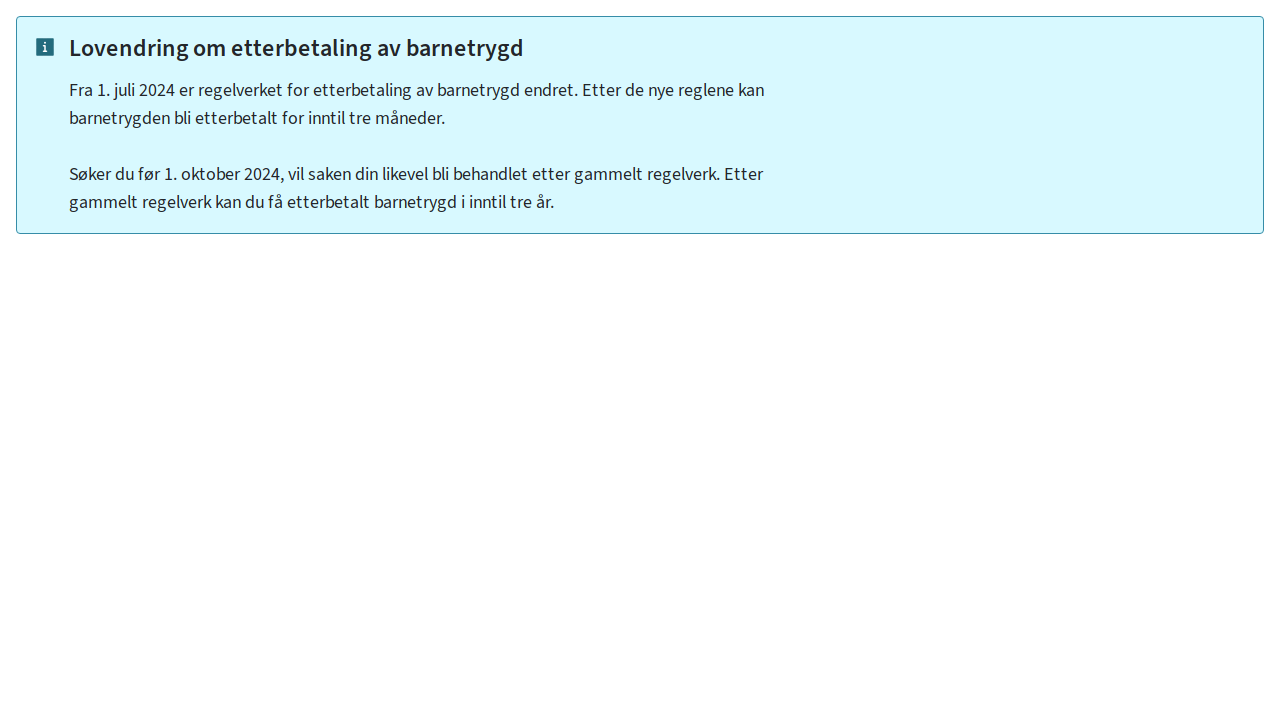 Lovendring om etterbetaling av barnetrygd
Fra 1. juli 2024 er regelverket for etterbetaling av barnetrygd endret. Etter de nye reglene kan
barnetrygden bli etterbetalt for inntil tre måneder.
Søker du før 1. oktober 2024, vil saken din likevel bli behandlet etter gammelt regelverk. Etter
gammelt regelverk kan du få etterbetalt barnetrygd i inntil tre år.